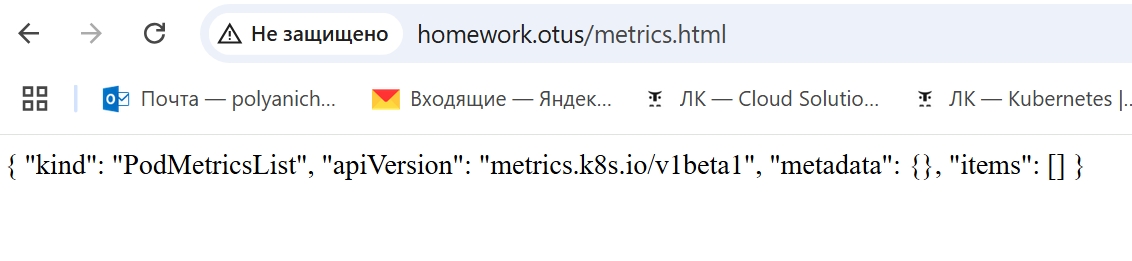 Не защищено homework.otus/metrics.html
Почта — polyanich... Входящие — Яндек... ЛК — Cloud Solutio... ЛК — Kubernetes |...
{ "kind": "PodMetricsList", "apiVersion": "metrics.k8s.io/v1beta1", "metadata": {}, "items": [] }